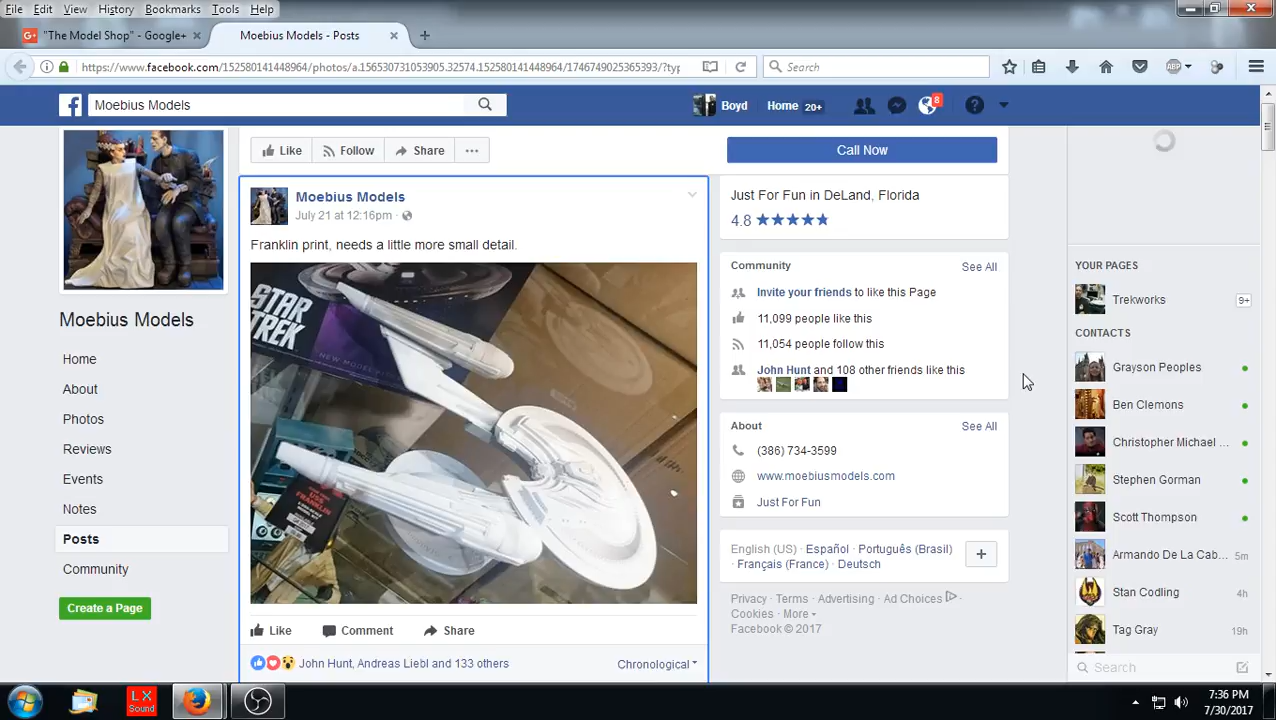 File Edit View History Bookmarks Tools Help
"The Model Shop" - Google+
Moebius Models - Posts
https://www.facebook.com/152580141448964/photos/a.156530731053905.32574.152580141448964/1746749025365393/?typ
Search
Moebius Models
Boyd
Home 20+
8
Like
Follow
Share
Call Now
Moebius Models
July 21 at 12:16pm
Franklin print, needs a little more small detail.
STAR
TREK
NEW MODEL
USS
FRANKLIN
Like
Comment
Share
John Hunt, Andreas Liebl and 133 others
Chronological
Moebius Models
Home
About
Photos
Reviews
Events
Notes
Posts
Community
Create a Page
Just For Fun in DeLand, Florida
4.8
Community
See All
Invite your friends to like this Page
11,099 people like this
11,054 people follow this
John Hunt and 108 other friends like this
About
See All
(386) 734-3599
www.moebiusmodels.com
Just For Fun
English (US) · Español · Português (Brasil)
· Français (France) · Deutsch
Privacy · Terms · Advertising · Ad Choices ·
Cookies · More
Facebook © 2017
YOUR PAGES
Trekworks
9+
CONTACTS
Grayson Peoples
Ben Clemons
Christopher Michael ...
Stephen Gorman
Scott Thompson
Armando De La Cab... 5m
Stan Codling 4h
Tag Gray 19h
Search
LX
Sound
7:36 PM
7/30/2017